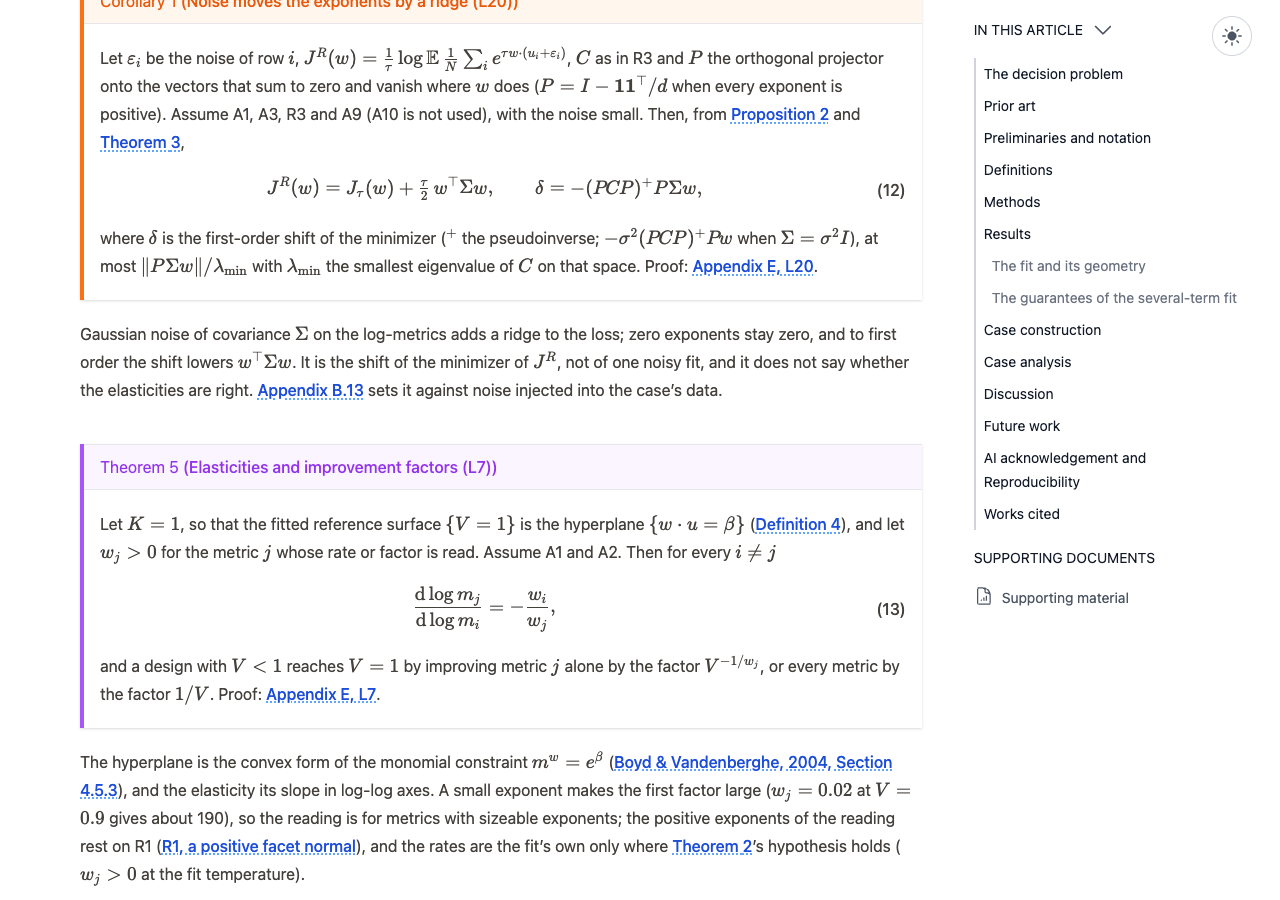 Corollary 1 (Noise moves the exponents by a ridge (L20))
Let εᵢ be the noise of row i, Jᴿ(w) = 1/τ log 𝔼 1/N ∑ᵢ e^{τw·(uᵢ+εᵢ)}, C as in R3 and P the orthogonal projector
onto the vectors that sum to zero and vanish where w does (P = I − 11⊤/d when every exponent is
positive). Assume A1, A3, R3 and A9 (A10 is not used), with the noise small. Then, from Proposition 2 and
Theorem 3,
Jᴿ(w) = J_τ(w) + τ/2 w⊤Σw, δ = −(PCP)⁺PΣw, (12)
where δ is the first-order shift of the minimizer (⁺ the pseudoinverse; −σ²(PCP)⁺Pw when Σ = σ²I), at
most ‖PΣw‖/λ_min with λ_min the smallest eigenvalue of C on that space. Proof: Appendix E, L20.
Gaussian noise of covariance Σ on the log-metrics adds a ridge to the loss; zero exponents stay zero, and to first
order the shift lowers w⊤Σw. It is the shift of the minimizer of Jᴿ, not of one noisy fit, and it does not say whether
the elasticities are right. Appendix B.13 sets it against noise injected into the case's data.
Theorem 5 (Elasticities and improvement factors (L7))
Let K = 1, so that the fitted reference surface {V = 1} is the hyperplane {w · u = β} (Definition 4), and let
wⱼ > 0 for the metric j whose rate or factor is read. Assume A1 and A2. Then for every i ≠ j
d log mⱼ / d log mᵢ = − wᵢ/wⱼ, (13)
and a design with V < 1 reaches V = 1 by improving metric j alone by the factor V^{−1/wⱼ}, or every metric by
the factor 1/V. Proof: Appendix E, L7.
The hyperplane is the convex form of the monomial constraint m^w = e^β (Boyd & Vandenberghe, 2004, Section
4.5.3), and the elasticity its slope in log-log axes. A small exponent makes the first factor large (wⱼ = 0.02 at V =
0.9 gives about 190), so the reading is for metrics with sizeable exponents; the positive exponents of the reading
rest on R1 (R1, a positive facet normal), and the rates are the fit's own only where Theorem 2's hypothesis holds (
wⱼ > 0 at the fit temperature).
IN THIS ARTICLE
The decision problem
Prior art
Preliminaries and notation
Definitions
Methods
Results
The fit and its geometry
The guarantees of the several-term fit
Case construction
Case analysis
Discussion
Future work
AI acknowledgement and
Reproducibility
Works cited
SUPPORTING DOCUMENTS
Supporting material